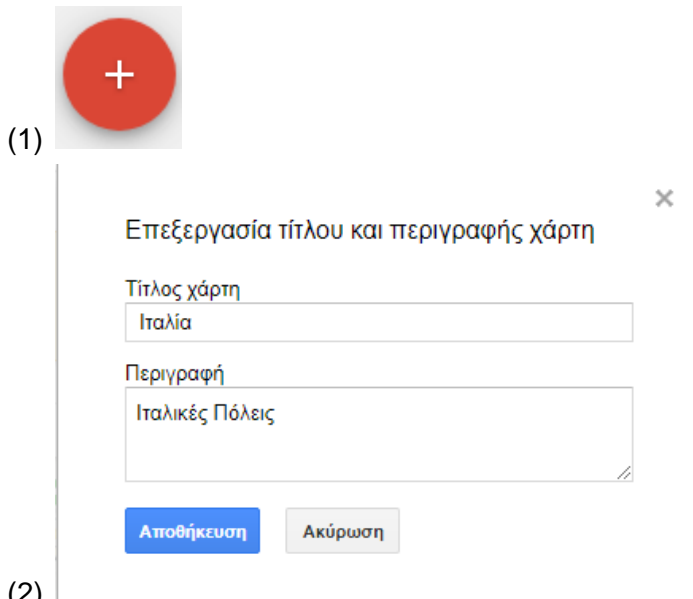 +
(1)
Επεξεργασία τίτλου και περιγραφής χάρτη
Τίτλος χάρτη
Ιταλία
Περιγραφή
Ιταλικές Πόλεις
Αποθήκευση Ακύρωση
(2)